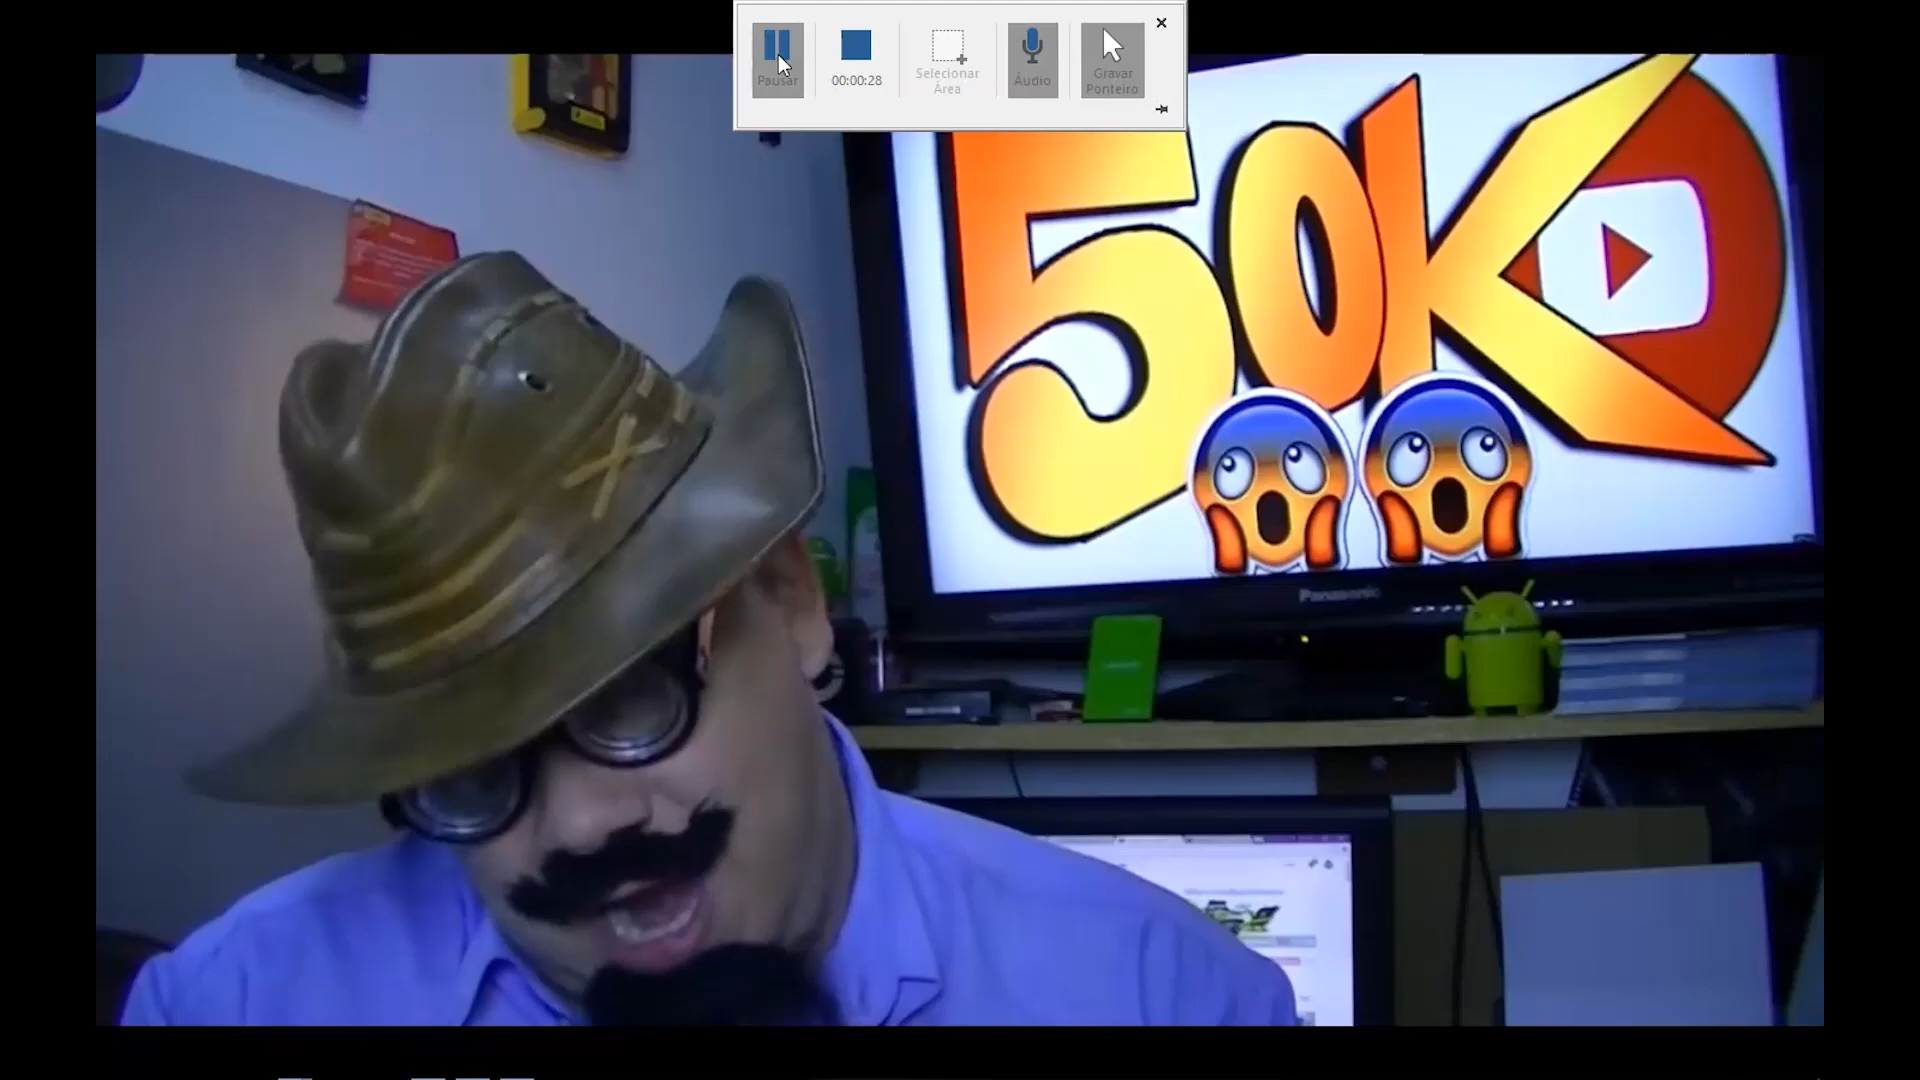 Pausar
00:00:28
Selecionar
Área
Áudio
Gravar
Ponteiro
50K
Panasonic